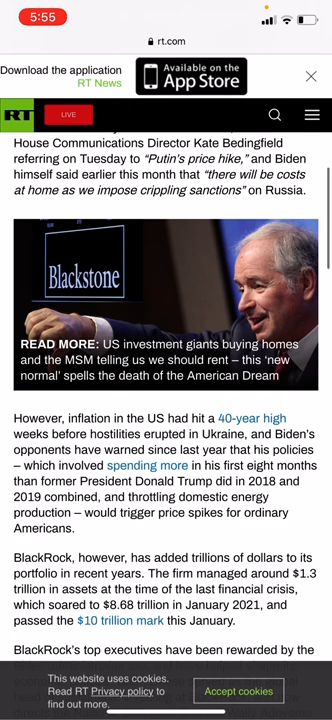 5:55
rt.com
Download the application
RT News
Available on the
App Store
RT
LIVE
House Communications Director Kate Bedingfield
referring on Tuesday to “Putin’s price hike,” and Biden
himself said earlier this month that “there will be costs
at home as we impose crippling sanctions” on Russia.
Blackstone
READ MORE: US investment giants buying homes
and the MSM telling us we should rent – this ‘new
normal’ spells the death of the American Dream
However, inflation in the US had hit a 40-year high
weeks before hostilities erupted in Ukraine, and Biden’s
opponents have warned since last year that his policies
– which involved spending more in his first eight months
than former President Donald Trump did in 2018 and
2019 combined, and throttling domestic energy
production – would trigger price spikes for ordinary
Americans.
BlackRock, however, has added trillions of dollars to its
portfolio in recent years. The firm managed around $1.3
trillion in assets at the time of the last financial crisis,
which soared to $8.68 trillion in January 2021, and
passed the $10 trillion mark this January.
BlackRock’s top executives have been rewarded by the
This website uses cookies.
Read RT Privacy policy to
find out more.
Accept cookies